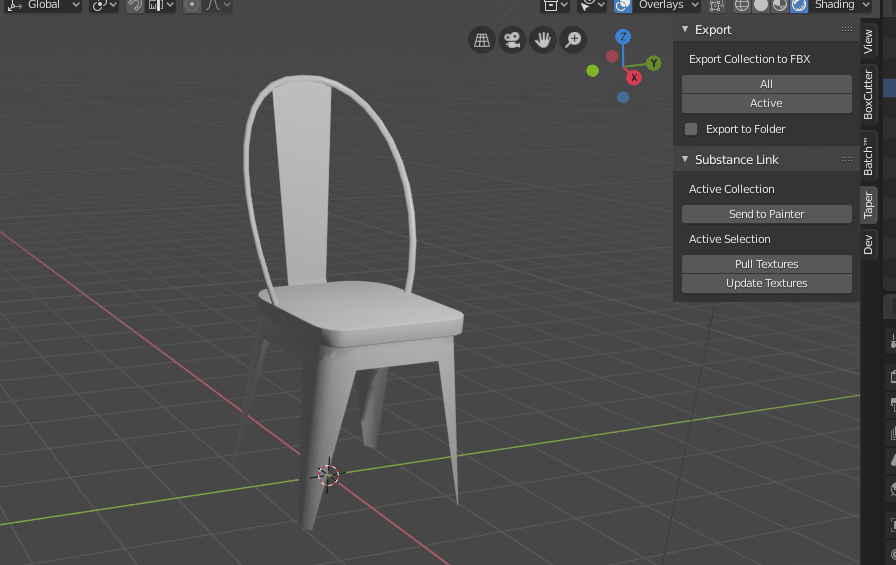 Global
Overlays
Shading
Z
Y
X
Export
Export Collection to FBX
All
Active
Export to Folder
Substance Link
Active Collection
Send to Painter
Active Selection
Pull Textures
Update Textures
View
BoxCutter
Batch™
Taper
Dev